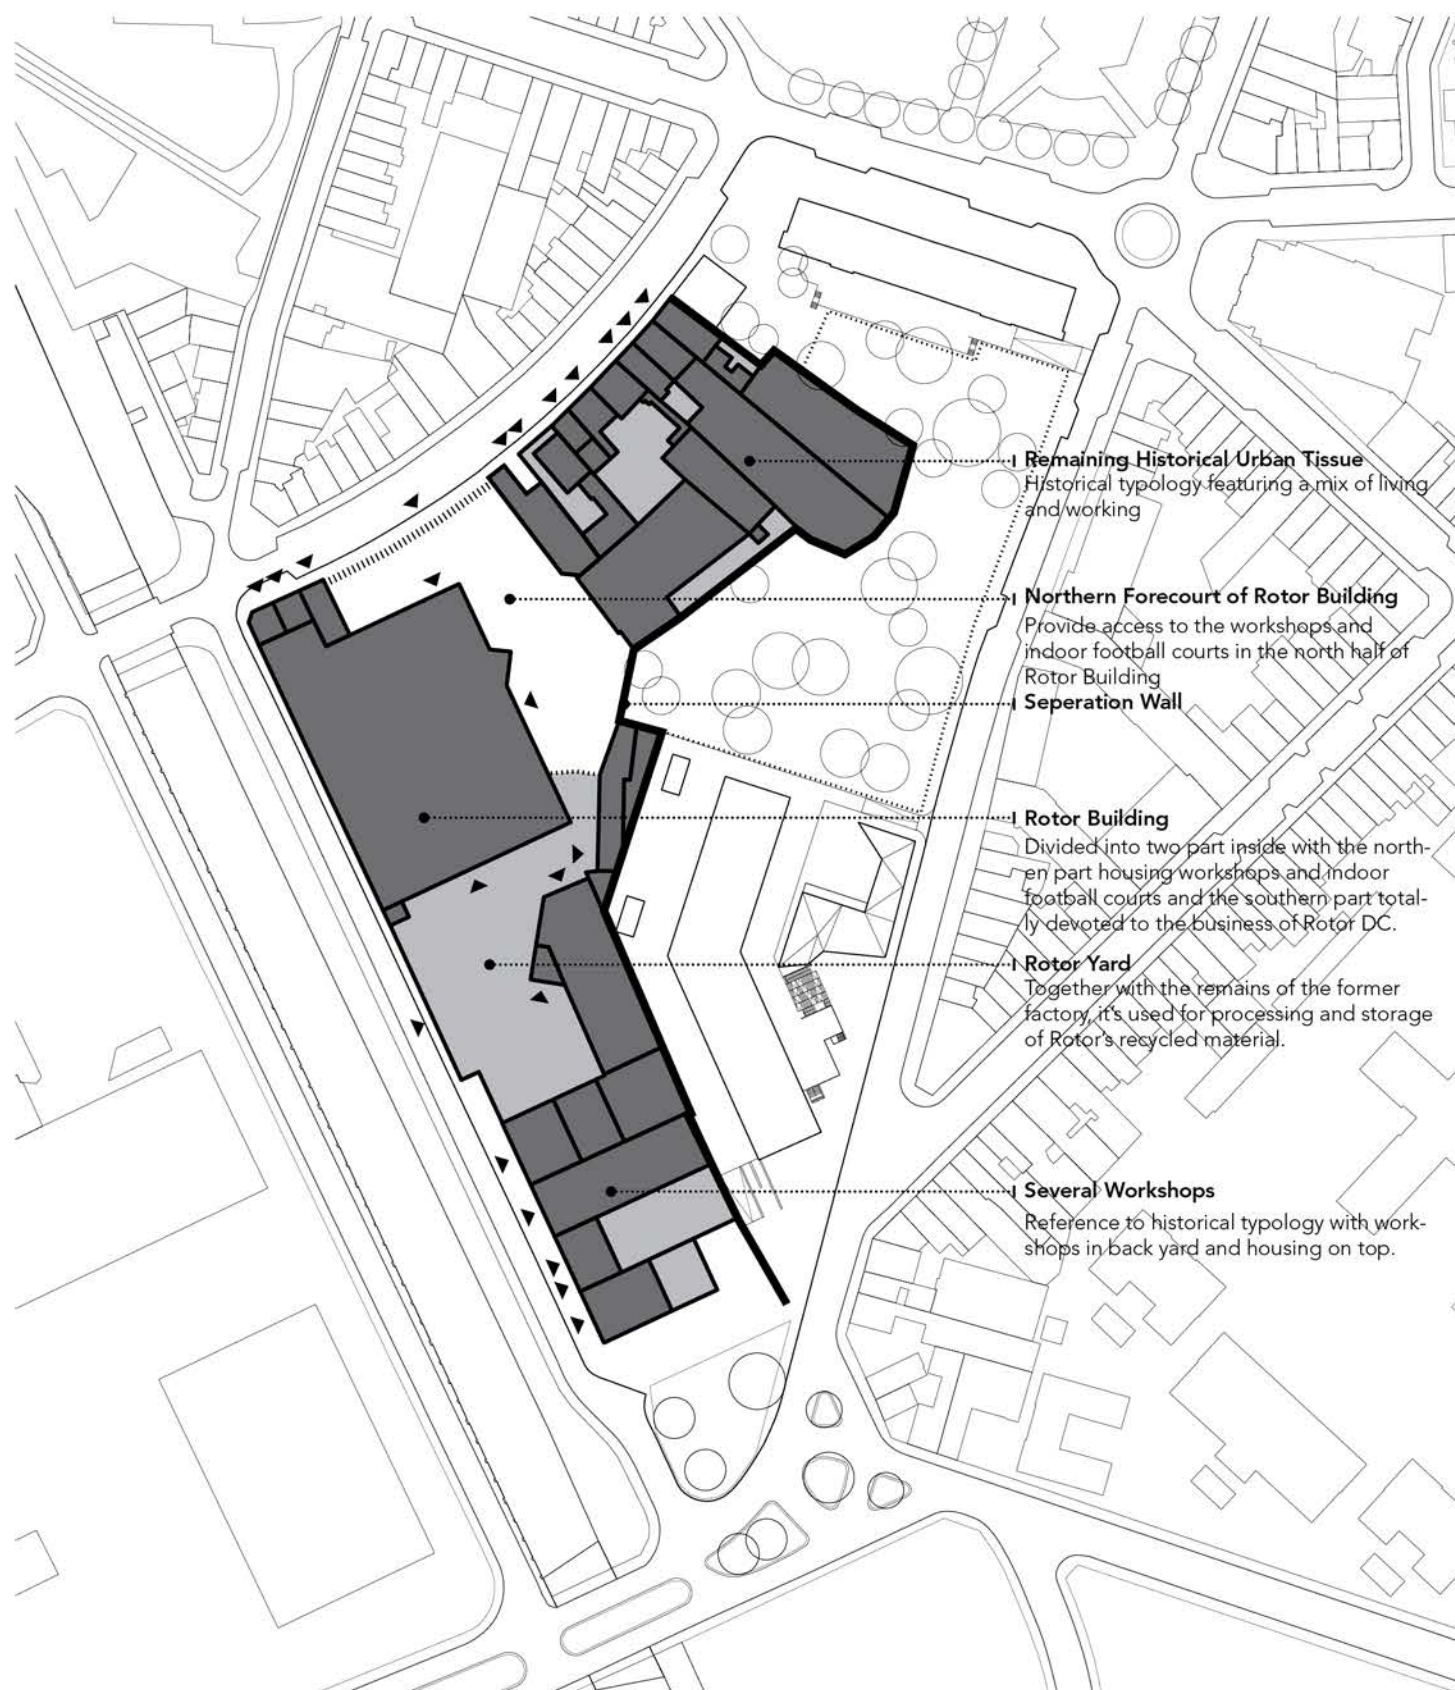 Remaining Historical Urban Tissue
Historical typology featuring a mix of living
and working
Northern Forecourt of Rotor Building
Provide access to the workshops and
indoor football courts in the north half of
Rotor Building
Seperation Wall
Rotor Building
Divided into two part inside with the north-
en part housing workshops and indoor
football courts and the southern part total-
ly devoted to the business of Rotor DC.
Rotor Yard
Together with the remains of the former
factory, it's used for processing and storage
of Rotor's recycled material.
Several Workshops
Reference to historical typology with work-
shops in back yard and housing on top.